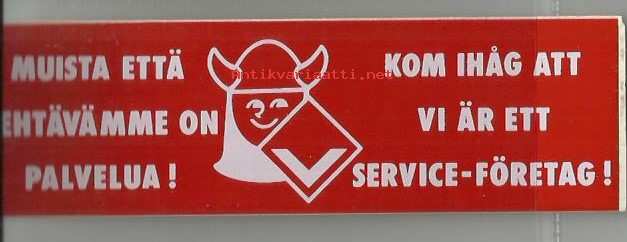 MUISTA ETTÄ
EHTÄVÄMME ON
PALVELUA !
KOM IHÅG ATT
VI ÄR ETT
SERVICE-FÖRETAG !
Antikvariaatti.net